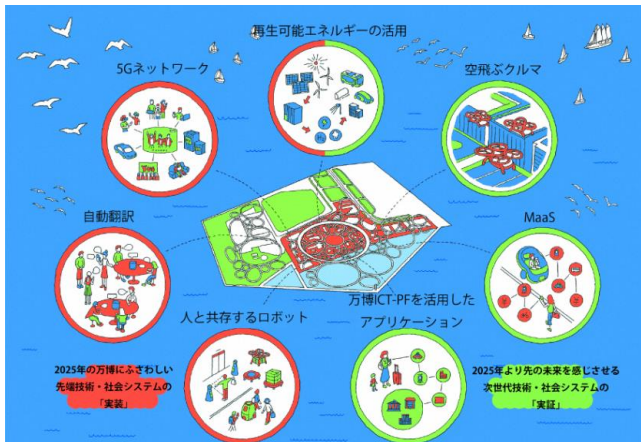 再生可能エネルギーの活用
5Gネットワーク
空飛ぶクルマ
自動翻訳
MaaS
人と共存するロボット
万博ICT-PFを活用した
アプリケーション
2025年の万博にふさわしい
先端技術・社会システムの
「実装」
2025年より先の未来を感じさせる
次世代技術・社会システムの
「実証」